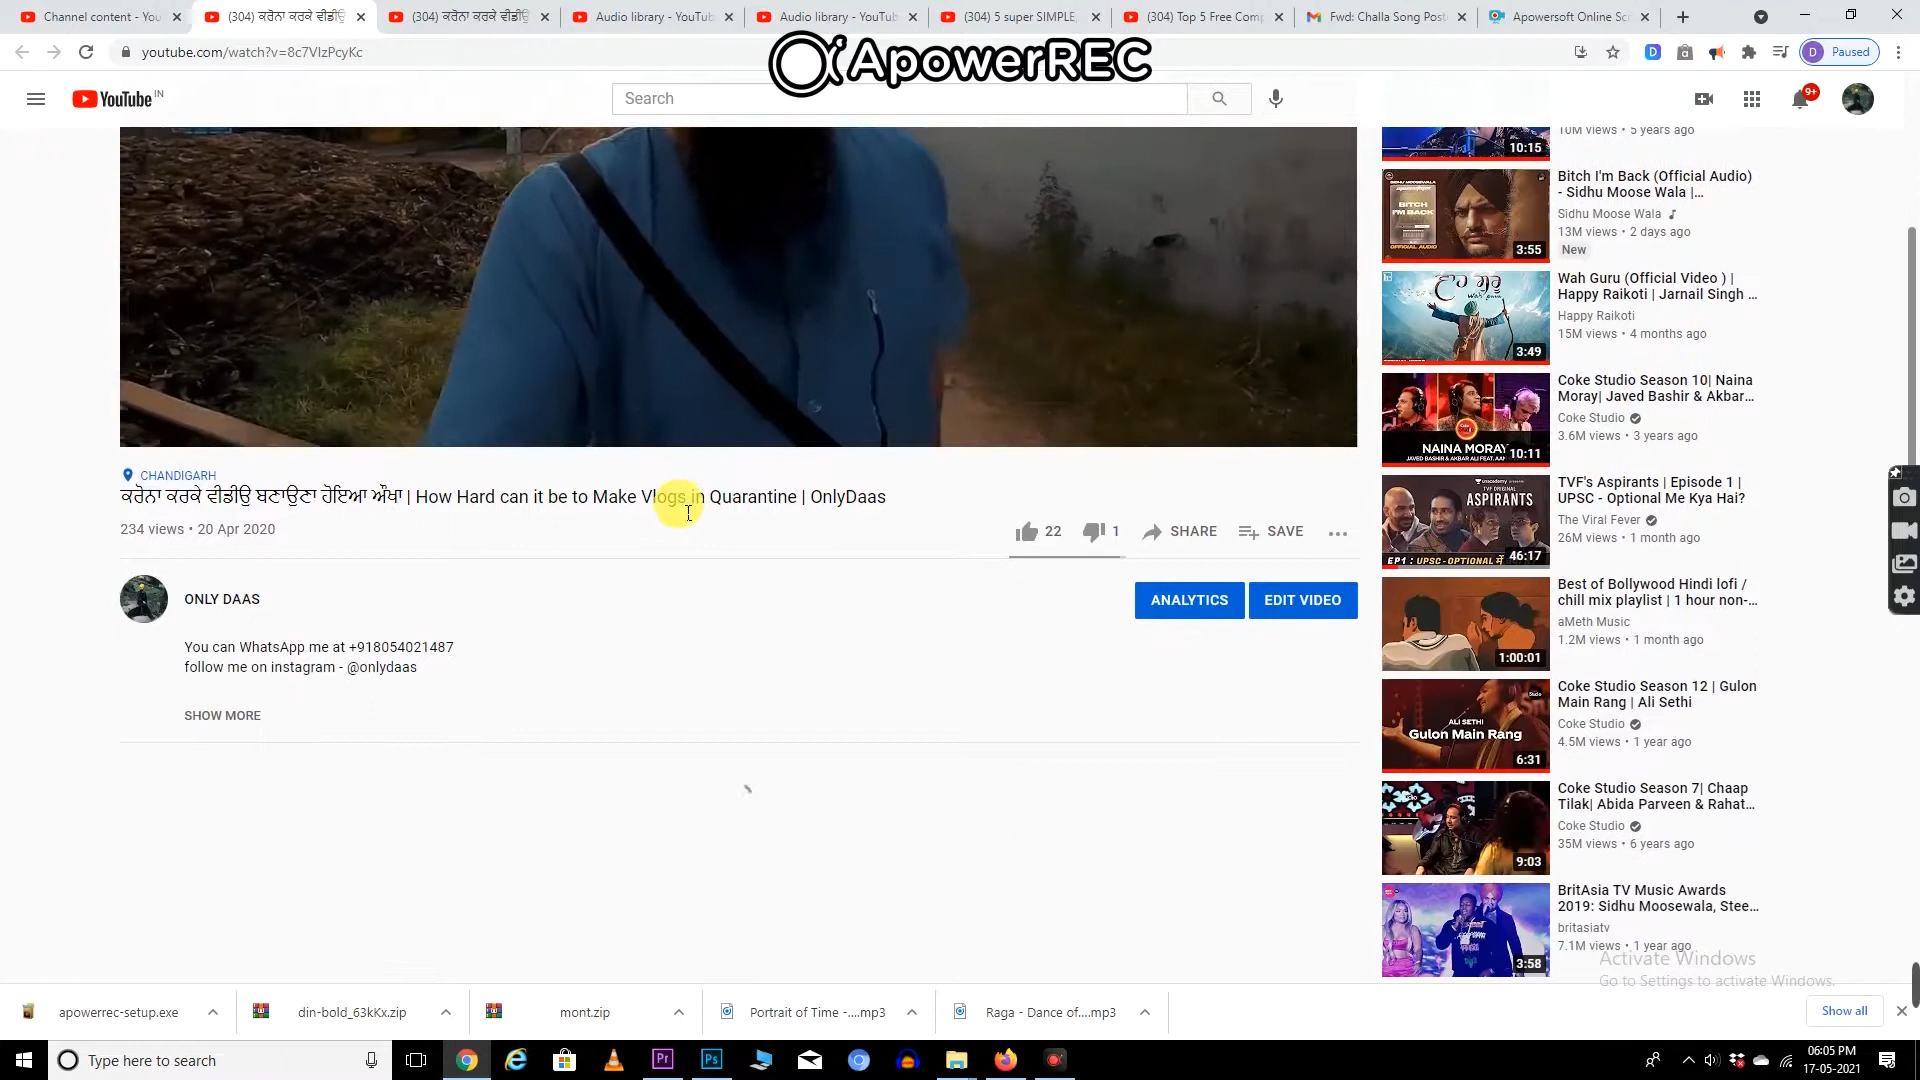 Channel content - You
(304) ਕਰੋਨਾ ਕਰਕੇ ਵੀਡੀਉ
(304) ਕਰੋਨਾ ਕਰਕੇ ਵੀਡੀਉ
Audio library - YouTub
Audio library - YouTub
(304) 5 super SIMPLE
(304) Top 5 Free Comp
Fwd: Challa Song Post
Apowersoft Online Scr
youtube.com/watch?v=8c7VIzPcyKc
D Paused
ApowerREC
YouTube IN
Search
9+
10M views • 5 years ago
10:15
BITCH
I'M BACK
OFFICIAL AUDIO
3:55
Bitch I'm Back (Official Audio)
- Sidhu Moose Wala |...
Sidhu Moose Wala
13M views • 2 days ago
New
ਵਾਹ ਗੁਰੂ
3:49
Wah Guru (Official Video ) |
Happy Raikoti | Jarnail Singh ...
Happy Raikoti
15M views • 4 months ago
NAINA MORAY
10:11
Coke Studio Season 10| Naina
Moray| Javed Bashir & Akbar...
Coke Studio
3.6M views • 3 years ago
ASPIRANTS
EP1 : UPSC-OPTIONAL में
46:17
TVF's Aspirants | Episode 1 |
UPSC - Optional Me Kya Hai?
The Viral Fever
26M views • 1 month ago
1:00:01
Best of Bollywood Hindi lofi /
chill mix playlist | 1 hour non-...
aMeth Music
1.2M views • 1 month ago
ALI SETHI
Gulon Main Rang
6:31
Coke Studio Season 12 | Gulon
Main Rang | Ali Sethi
Coke Studio
4.5M views • 1 year ago
9:03
Coke Studio Season 7| Chaap
Tilak| Abida Parveen & Rahat...
Coke Studio
35M views • 6 years ago
3:58
BritAsia TV Music Awards
2019: Sidhu Moosewala, Stee...
britasiatv
7.1M views • 1 year ago
CHANDIGARH
ਕਰੋਨਾ ਕਰਕੇ ਵੀਡੀਉ ਬਣਾਉਣਾ ਹੋਇਆ ਔਖਾ | How Hard can it be to Make Vlogs in Quarantine | OnlyDaas
234 views • 20 Apr 2020
22 1 SHARE SAVE ...
ONLY DAAS
ANALYTICS EDIT VIDEO
You can WhatsApp me at +918054021487
follow me on instagram - @onlydaas
SHOW MORE
Activate Windows
Go to Settings to activate Windows.
apowerrec-setup.exe
din-bold_63kKx.zip
mont.zip
Portrait of Time -....mp3
Raga - Dance of....mp3
Show all
Type here to search
Pr
Ps
06:05 PM
17-05-2021